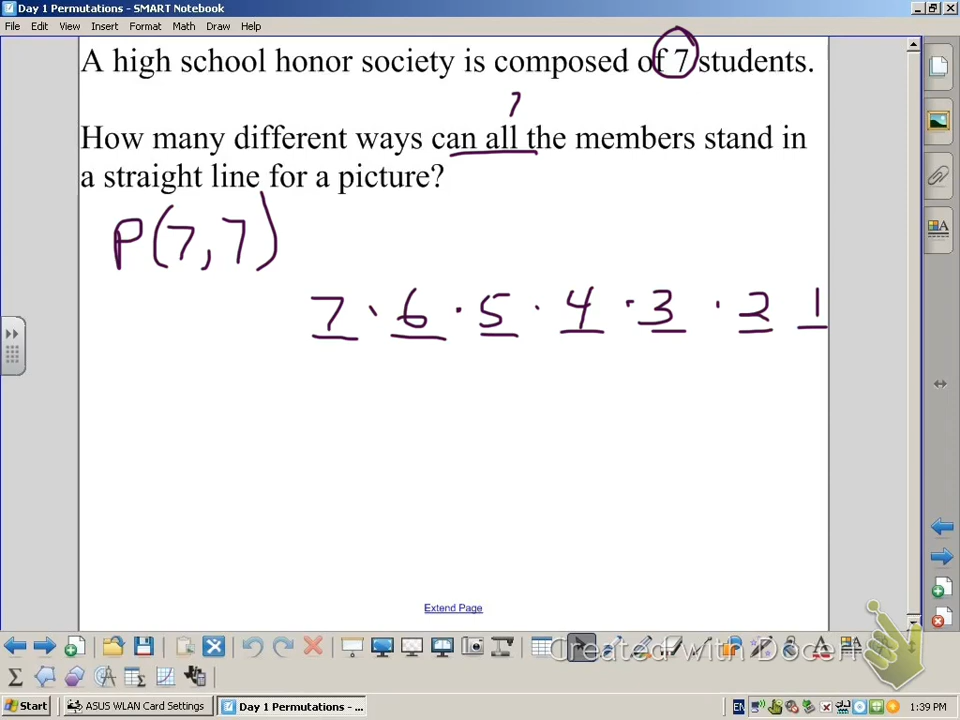 Day 1 Permutations - SMART Notebook
File Edit View Insert Format Math Draw Help
A high school honor society is composed of 7 students.
7
How many different ways can all the members stand in
a straight line for a picture?
P(7,7)
7 · 6 · 5 · 4 · 3 · 2 1
Extend Page
Created with Docen
Start ASUS WLAN Card Settings Day 1 Permutations - ... EN 1:39 PM